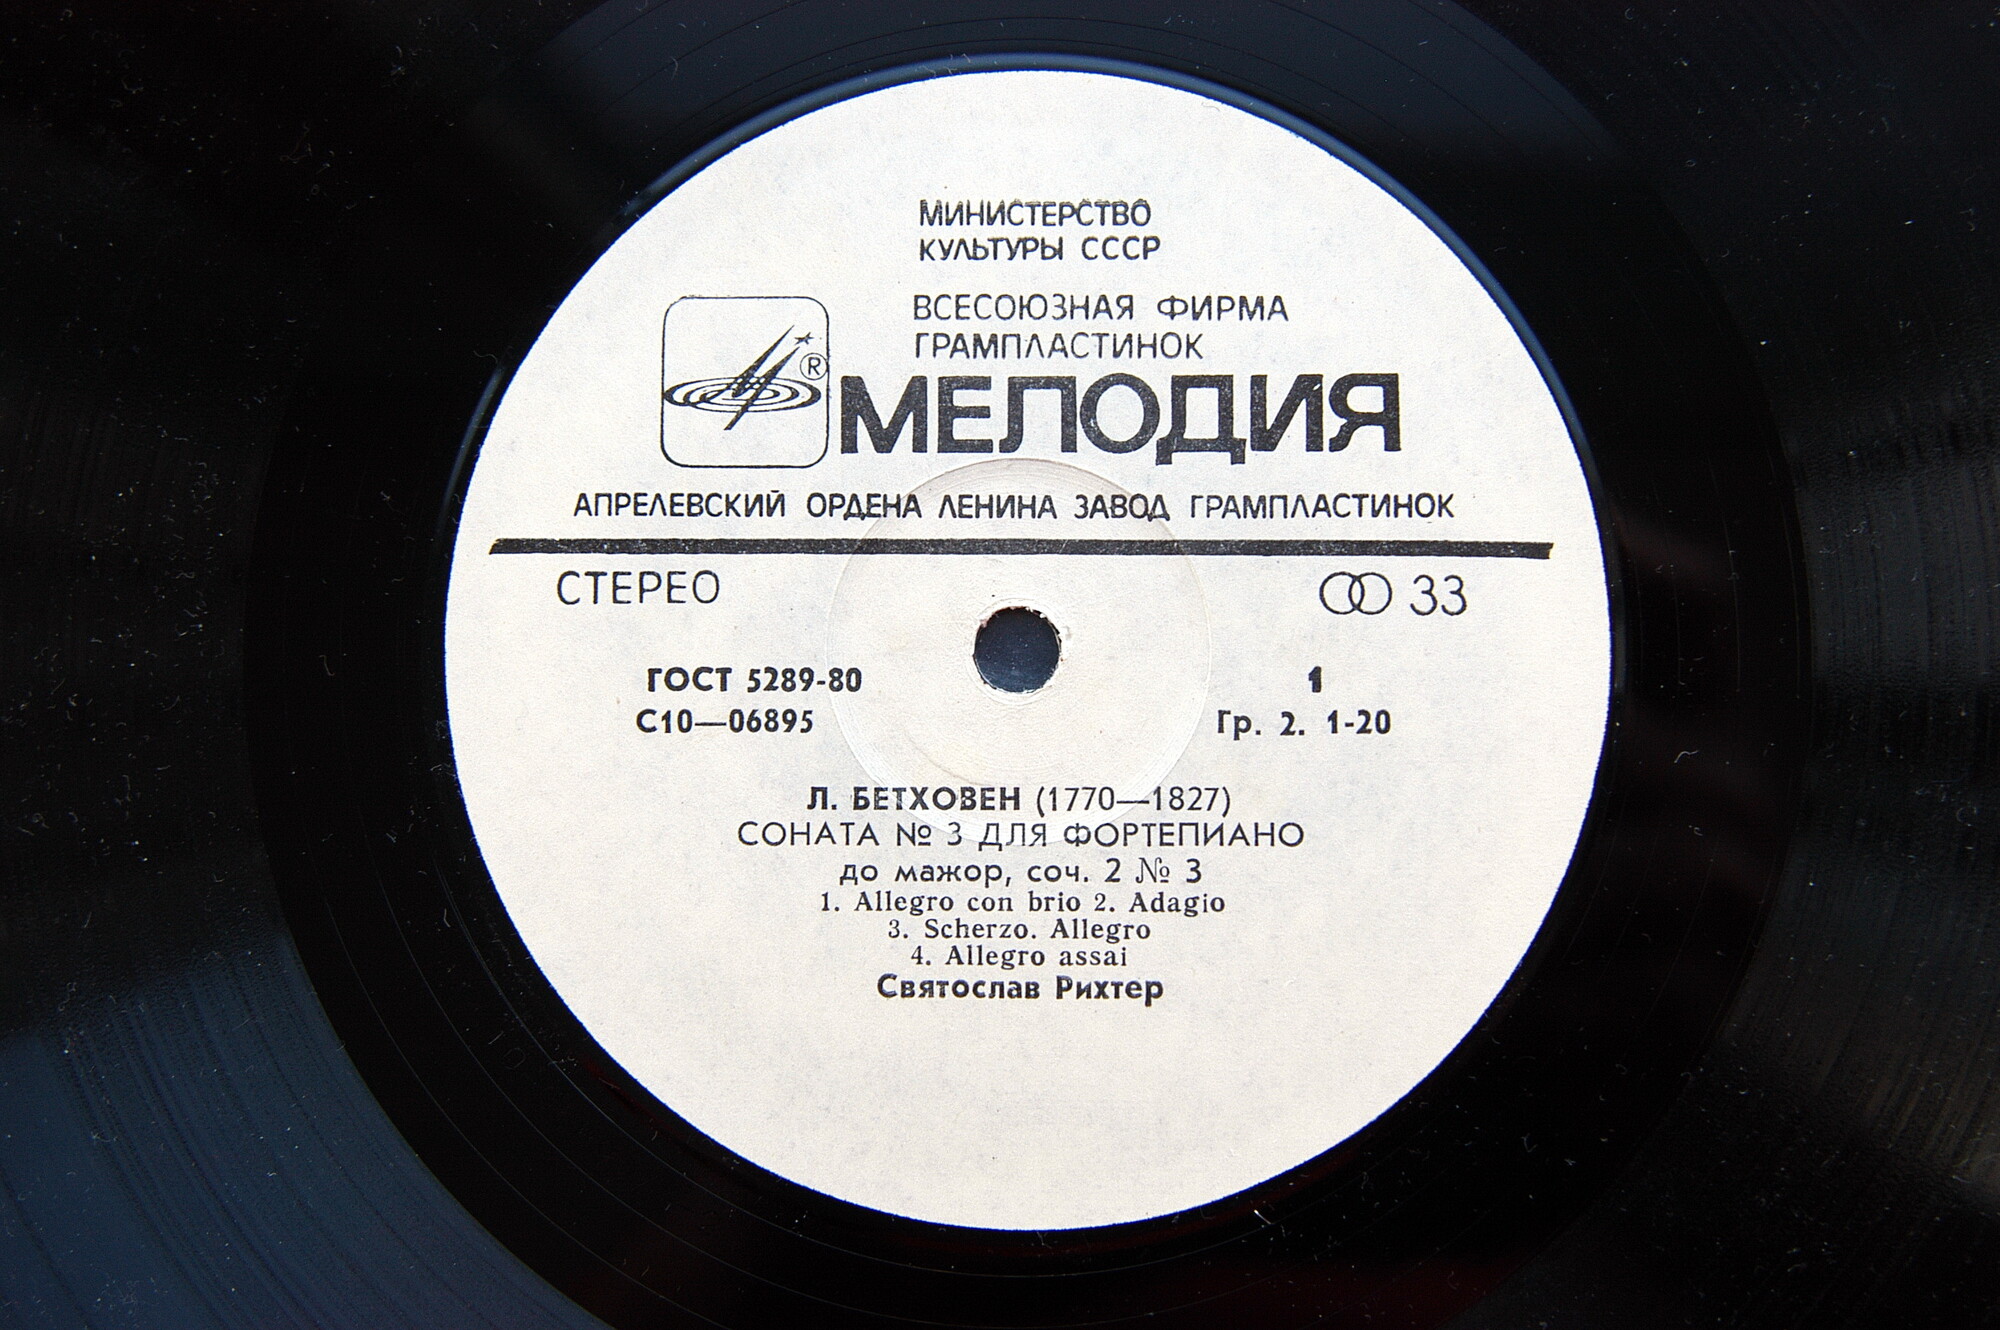 МИНИСТЕРСТВО
КУЛЬТУРЫ СССР
ВСЕСОЮЗНАЯ ФИРМА
ГРАМПЛАСТИНОК
®
МЕЛОДИЯ
АПРЕЛЕВСКИЙ ОРДЕНА ЛЕНИНА ЗАВОД ГРАМПЛАСТИНОК
СТЕРЕО 33
ГОСТ 5289-80 1
С10—06895 Гр. 2. 1-20
Л. БЕТХОВЕН (1770—1827)
СОНАТА № 3 ДЛЯ ФОРТЕПИАНО
до мажор, соч. 2 № 3
1. Allegro con brio 2. Adagio
3. Scherzo. Allegro
4. Allegro assai
Святослав Рихтер